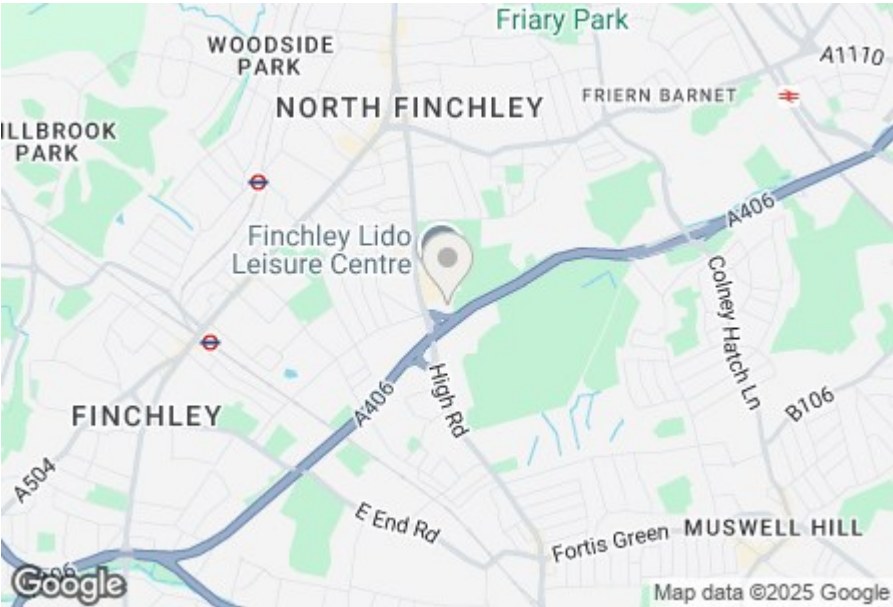 Friary Park
WOODSIDE
PARK
A1110
NORTH FINCHLEY
FRIERN BARNET
ILLBROOK
PARK
A406
Finchley Lido
Leisure Centre
Colney Hatch Ln
A406
High Rd
B106
FINCHLEY
A504
E End Rd
Fortis Green
MUSWELL HILL
Google
Map data ©2025 Google